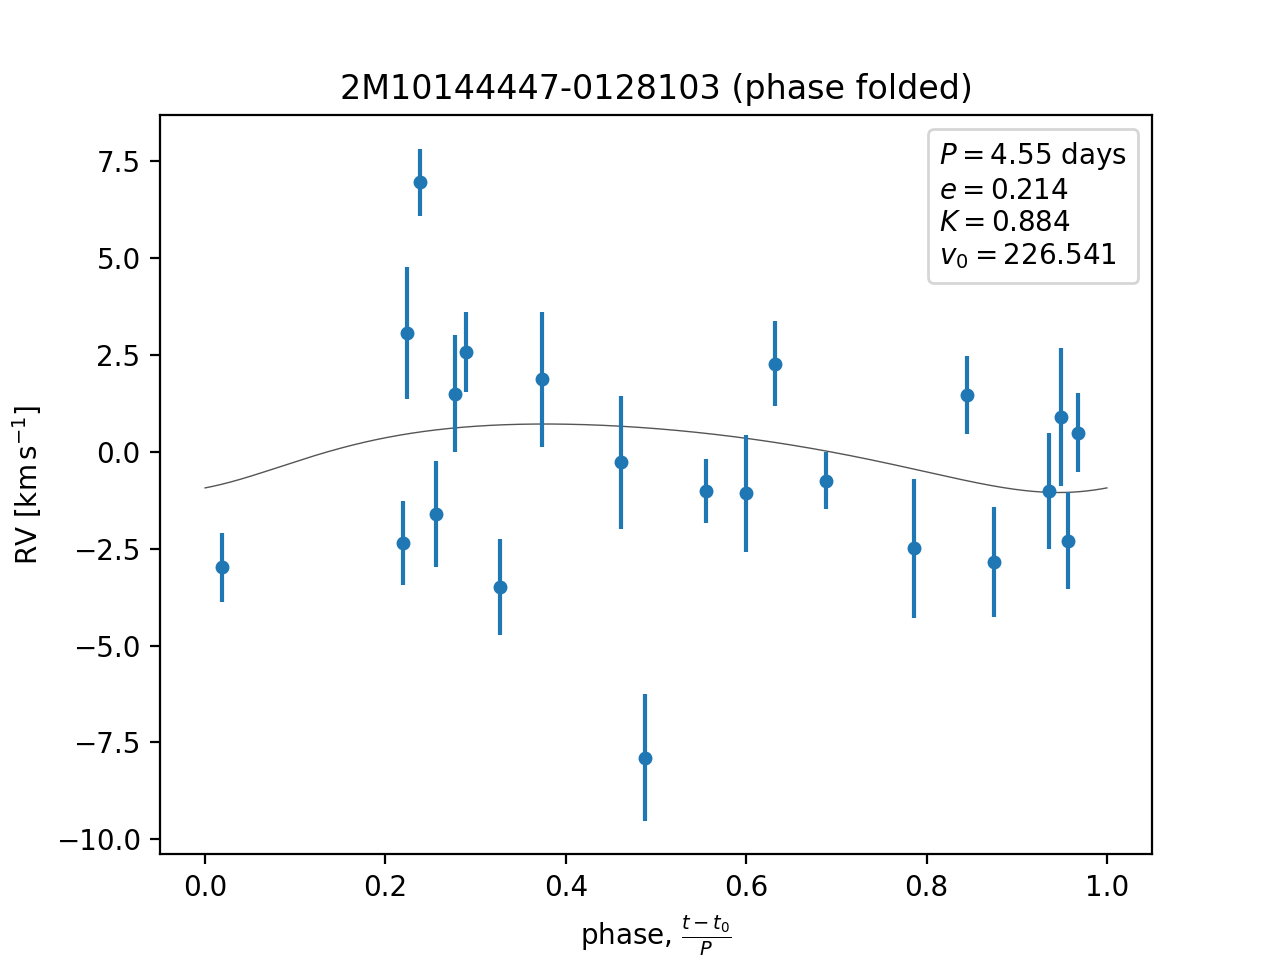 2M10144447-0128103 (phase folded)
P = 4.55 days
e = 0.214
K = 0.884
v₀ = 226.541
RV [km s⁻¹]
7.5
5.0
2.5
0.0
−2.5
−5.0
−7.5
−10.0
0.0 0.2 0.4 0.6 0.8 1.0
phase, (t − t₀)/P